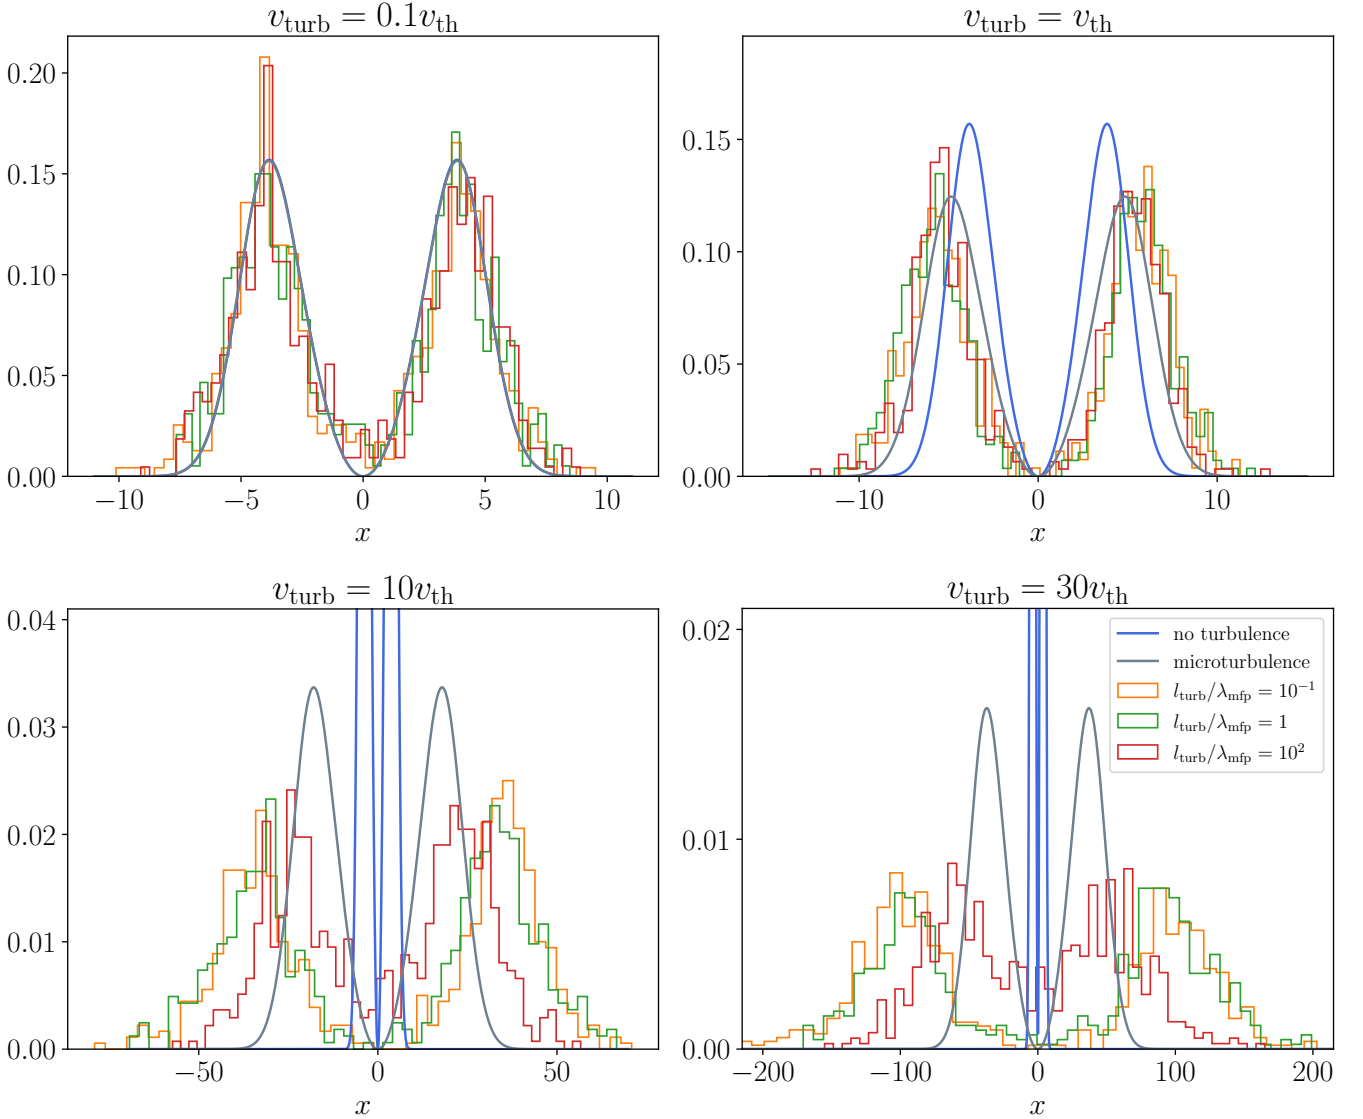 v_turb = 0.1v_th
0.20
0.15
0.10
0.05
0.00
−10 −5 0 5 10
x
v_turb = v_th
0.15
0.10
0.05
0.00
−10 0 10
x
v_turb = 10v_th
0.04
0.03
0.02
0.01
0.00
−50 0 50
x
v_turb = 30v_th
0.02
0.01
0.00
−200 −100 0 100 200
x
no turbulence
microturbulence
l_turb/λ_mfp = 10⁻¹
l_turb/λ_mfp = 1
l_turb/λ_mfp = 10²